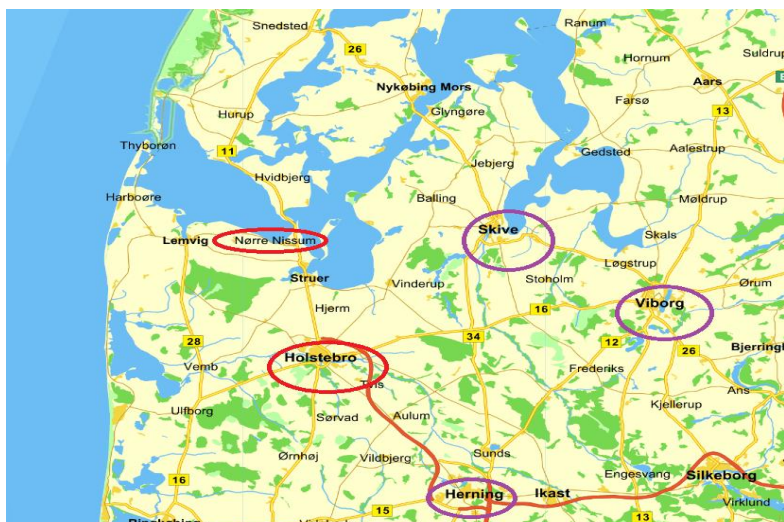 Snedsted
Ranum
26
Hornum
Suldrup
Aars
Nykøbing Mors
Farsø
Glyngøre
13
Hurup
Thyborøn
Aalestrup
11
Jebjerg
Gedsted
Hvidbjerg
Harboøre
Balling
Møldrup
Skive
Lemvig
Nørre Nissum
Skals
Løgstrup
Struer
Vinderup
Stoholm
Ørum
Viborg
Hjerm
16
34
28
12
Bjerringb
26
Holstebro
Vemb
Frederiks
Tvis
Ans
Ulfborg
Kjellerup
Sørvad
Aulum
Ørnhøj
Vildbjerg
Sunds
Engesvang
Silkeborg
16
Herning
Ikast
Virklund
15
13